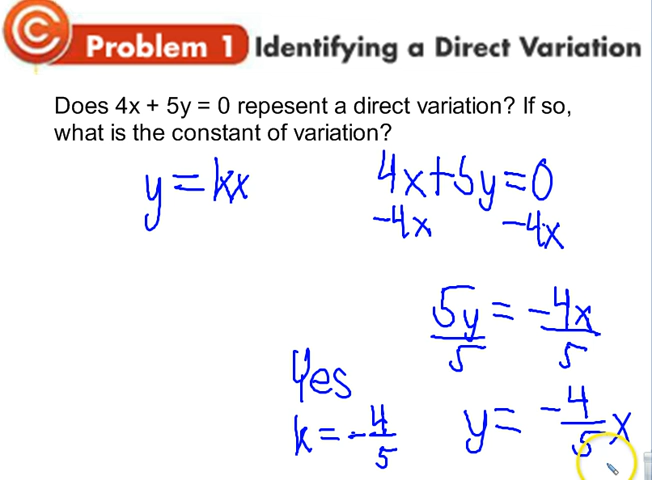 C Problem 1 Identifying a Direct Variation
Does 4x + 5y = 0 repesent a direct variation? If so,
what is the constant of variation?
y = kx
4x+5y=0
-4x -4x
5y = -4x
5 5
Yes
k = -4/5
y = -4/5 x